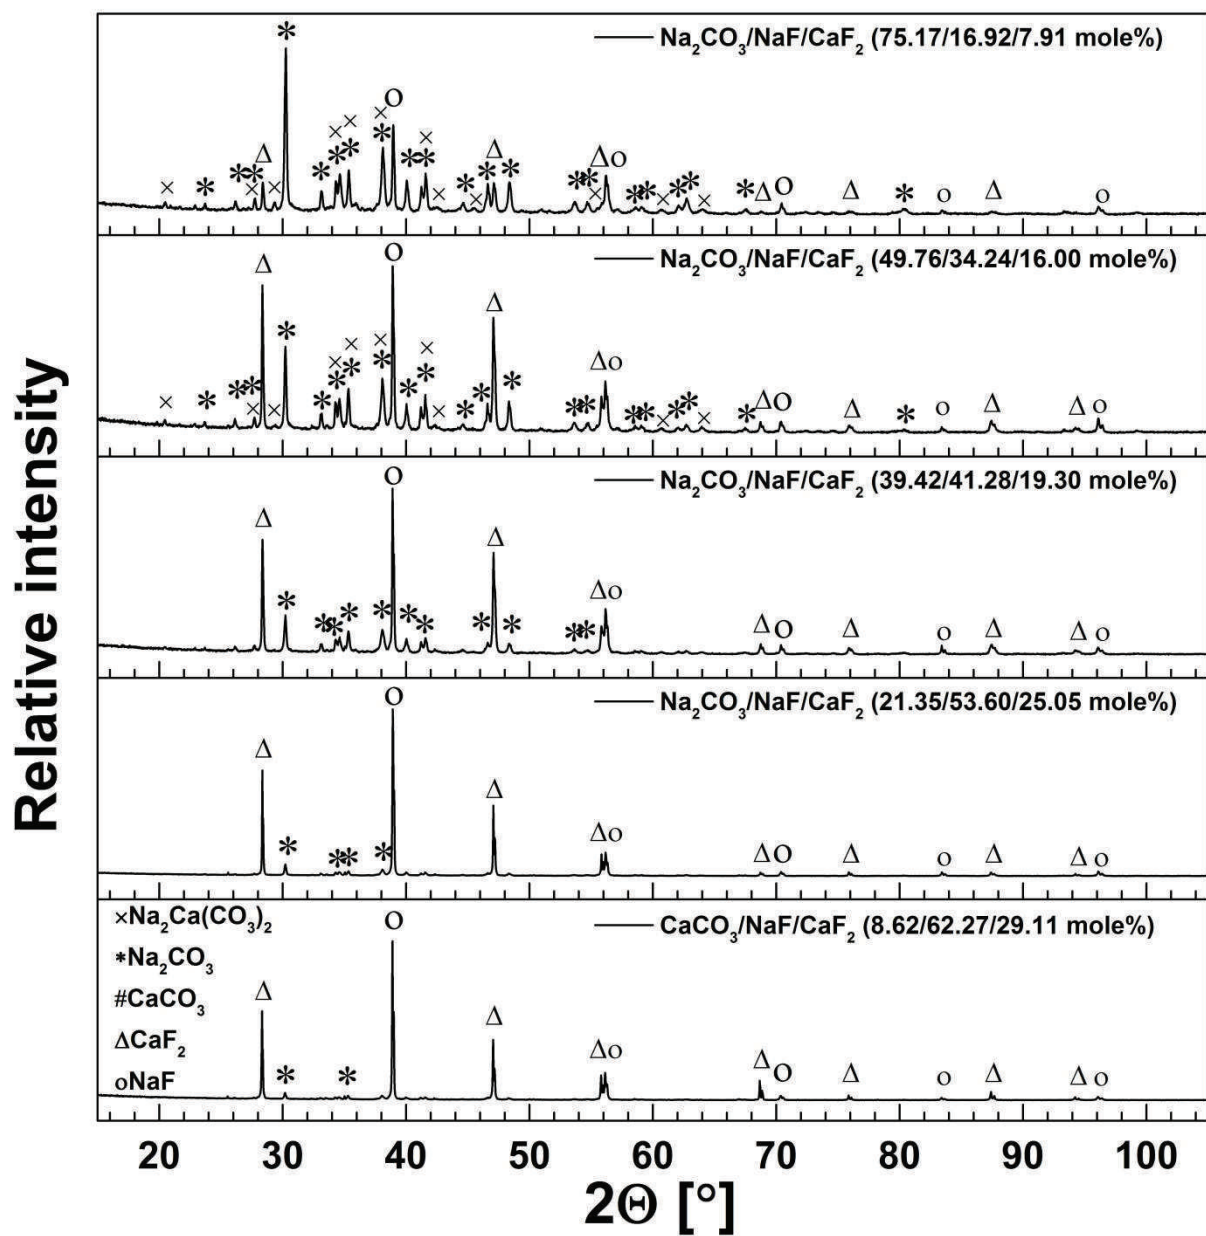 Relative intensity
Na₂CO₃/NaF/CaF₂ (75.17/16.92/7.91 mole%)
Na₂CO₃/NaF/CaF₂ (49.76/34.24/16.00 mole%)
Na₂CO₃/NaF/CaF₂ (39.42/41.28/19.30 mole%)
Na₂CO₃/NaF/CaF₂ (21.35/53.60/25.05 mole%)
CaCO₃/NaF/CaF₂ (8.62/62.27/29.11 mole%)
×Na₂Ca(CO₃)₂
*Na₂CO₃
#CaCO₃
ΔCaF₂
oNaF
20 30 40 50 60 70 80 90 100
2Θ [°]